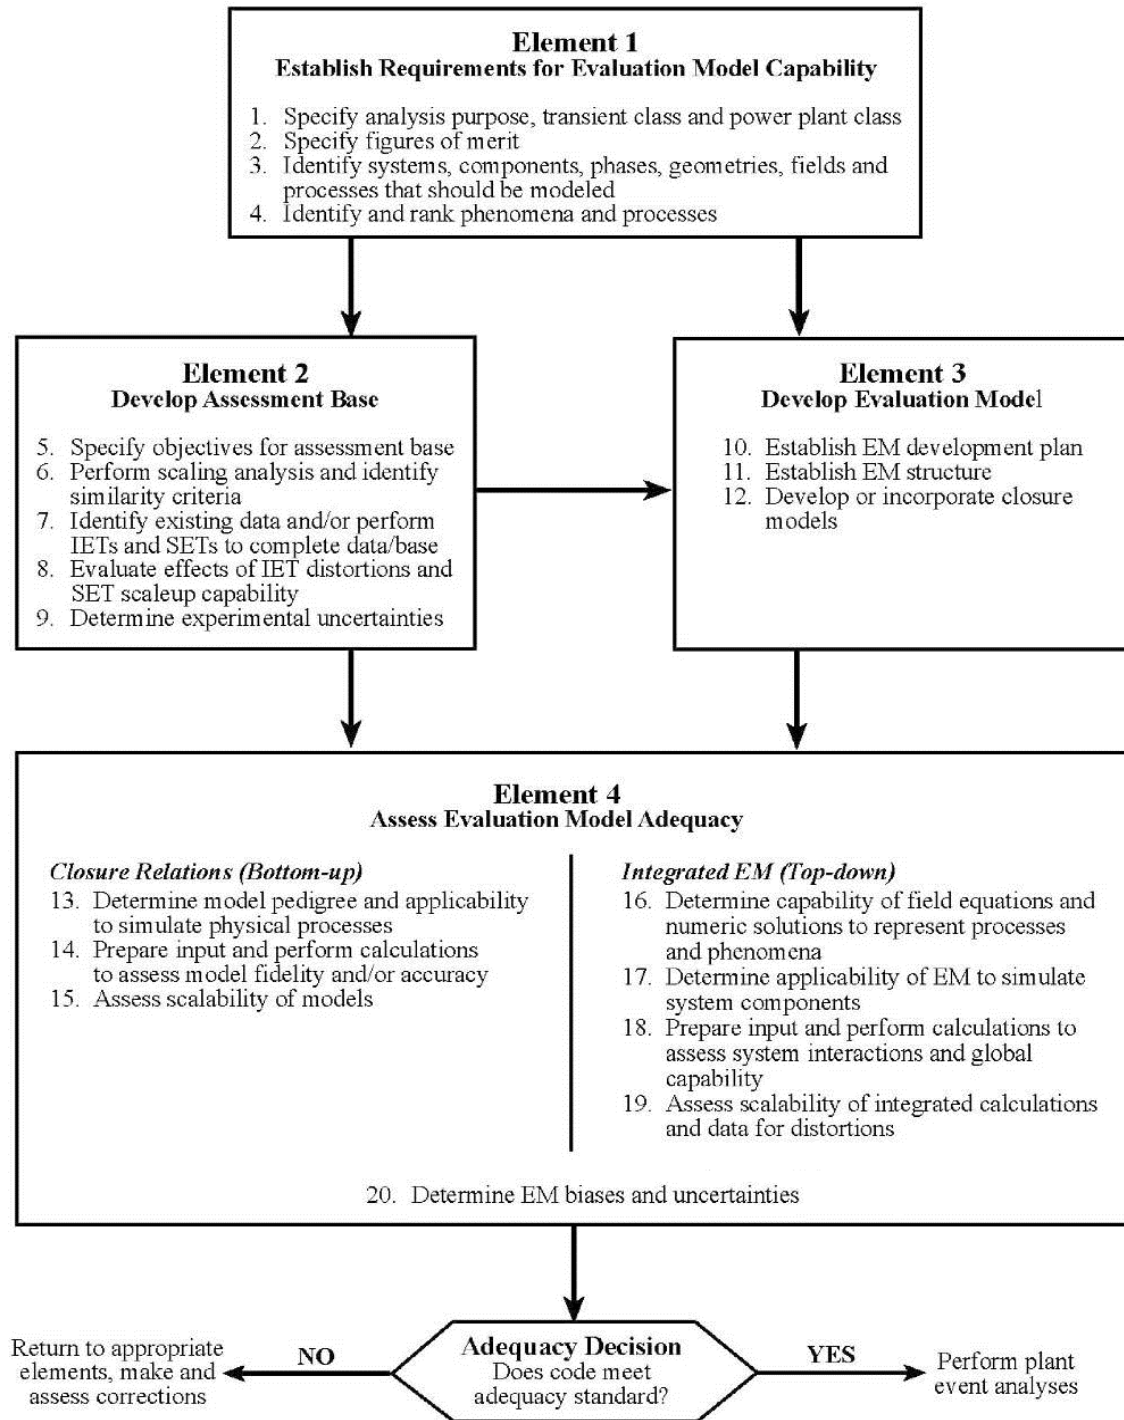 Element 1
Establish Requirements for Evaluation Model Capability
1. Specify analysis purpose, transient class and power plant class
2. Specify figures of merit
3. Identify systems, components, phases, geometries, fields and
processes that should be modeled
4. Identify and rank phenomena and processes
Element 2
Develop Assessment Base
5. Specify objectives for assessment base
6. Perform scaling analysis and identify
similarity criteria
7. Identify existing data and/or perform
IETs and SETs to complete data/base
8. Evaluate effects of IET distortions and
SET scaleup capability
9. Determine experimental uncertainties
Element 3
Develop Evaluation Model
10. Establish EM development plan
11. Establish EM structure
12. Develop or incorporate closure
models
Element 4
Assess Evaluation Model Adequacy
Closure Relations (Bottom-up)
13. Determine model pedigree and applicability
to simulate physical processes
14. Prepare input and perform calculations
to assess model fidelity and/or accuracy
15. Assess scalability of models
Integrated EM (Top-down)
16. Determine capability of field equations and
numeric solutions to represent processes
and phenomena
17. Determine applicability of EM to simulate
system components
18. Prepare input and perform calculations to
assess system interactions and global
capability
19. Assess scalability of integrated calculations
and data for distortions
20. Determine EM biases and uncertainties
Adequacy Decision
Does code meet
adequacy standard?
NO
Return to appropriate
elements, make and
assess corrections
YES
Perform plant
event analyses